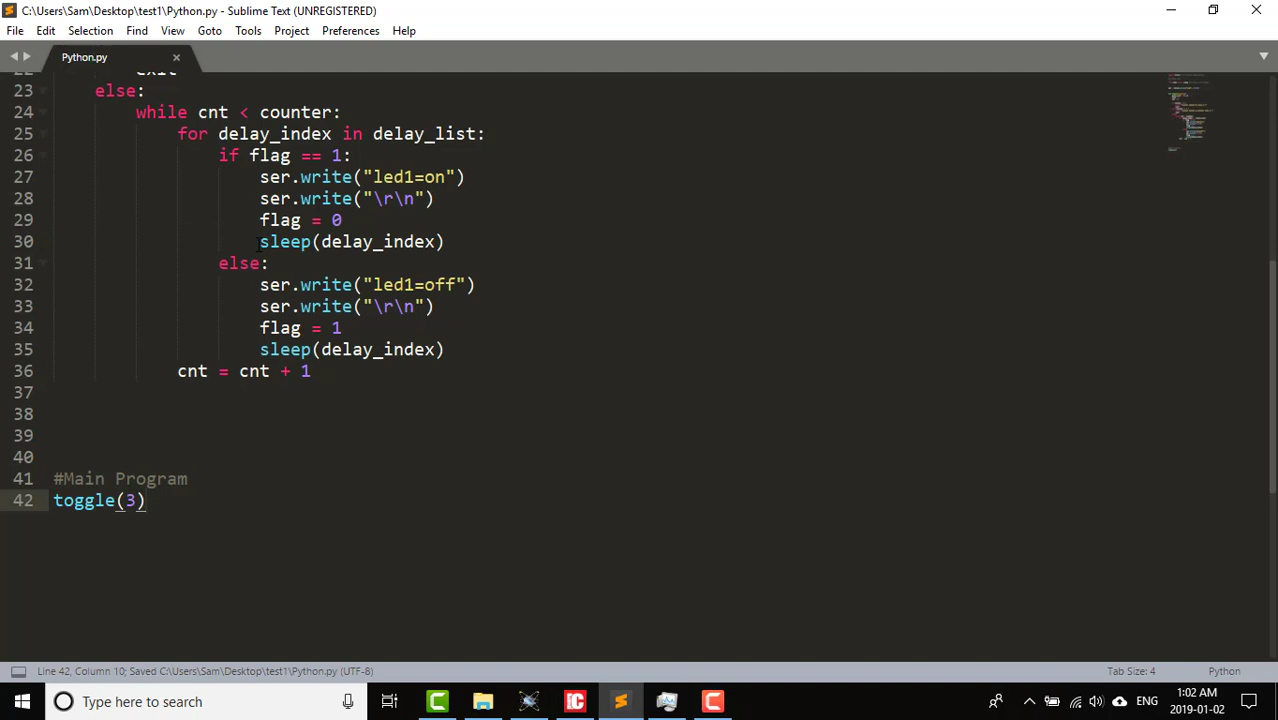 C:\Users\Sam\Desktop\test1\Python.py - Sublime Text (UNREGISTERED)
File Edit Selection Find View Goto Tools Project Preferences Help
Python.py
22 exit
23 else:
24 while cnt < counter:
25 for delay_index in delay_list:
26 if flag == 1:
27 ser.write("led1=on")
28 ser.write("\r\n")
29 flag = 0
30 sleep(delay_index)
31 else:
32 ser.write("led1=off")
33 ser.write("\r\n")
34 flag = 1
35 sleep(delay_index)
36 cnt = cnt + 1
37
38
39
40
41 #Main Program
42 toggle(3)
Line 42, Column 10; Saved C:\Users\Sam\Desktop\test1\Python.py (UTF-8) Tab Size: 4 Python
Type here to search ENG 1:02 AM
2019-01-02